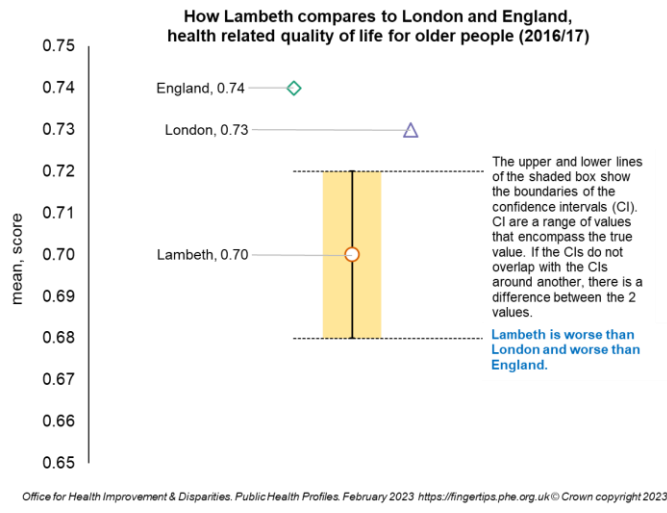 How Lambeth compares to London and England,
health related quality of life for older people (2016/17)
0.75
0.74
0.73
0.72
0.71
0.70
0.69
0.68
0.67
0.66
0.65
mean, score
England, 0.74
London, 0.73
Lambeth, 0.70
The upper and lower lines
of the shaded box show
the boundaries of the
confidence intervals (CI).
CI are a range of values
that encompass the true
value. If the CIs do not
overlap with the CIs
around another, there is a
difference between the 2
values.
Lambeth is worse than
London and worse than
England.
Office for Health Improvement & Disparities. Public Health Profiles. February 2023 https://fingertips.phe.org.uk © Crown copyright 2023